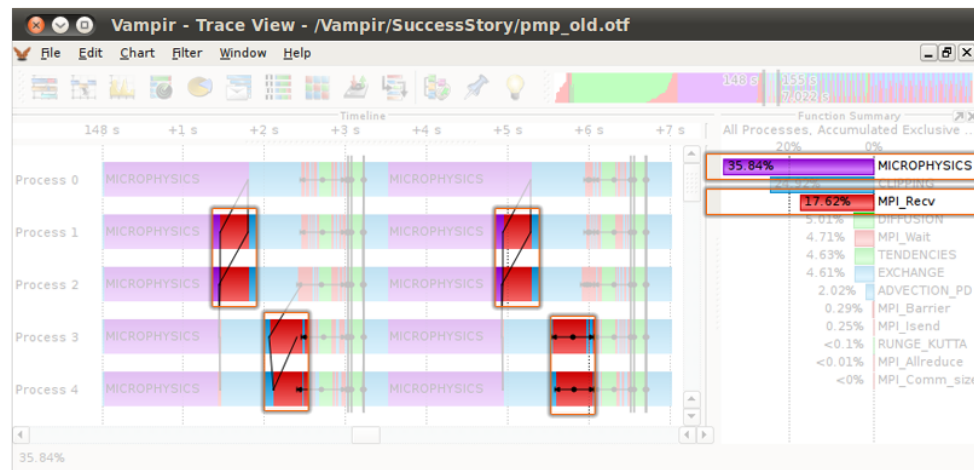 Vampir - Trace View - /Vampir/SuccessStory/pmp_old.otf
File Edit Chart Filter Window Help
148 s 155 s
7.022 s
Timeline
148 s +1 s +2 s +3 s +4 s +5 s +6 s +7 s
Function Summary
All Processes, Accumulated Exclusive ...
20% 0%
Process 0 MICROPHYSICS MICROPHYSICS
Process 1 MICROPHYSICS MICROPHYSICS
Process 2 MICROPHYSICS MICROPHYSICS
Process 3 MICROPHYSICS MICROPHYSICS
Process 4 MICROPHYSICS MICROPHYSICS
35.84% MICROPHYSICS
CLIPPING
17.62% MPI_Recv
5.01% DIFFUSION
4.71% MPI_Wait
4.63% TENDENCIES
4.61% EXCHANGE
2.02% ADVECTION_PD
0.29% MPI_Barrier
0.25% MPI_Isend
<0.1% RUNGE_KUTTA
<0.01% MPI_Allreduce
<0% MPI_Comm_size
35.84%